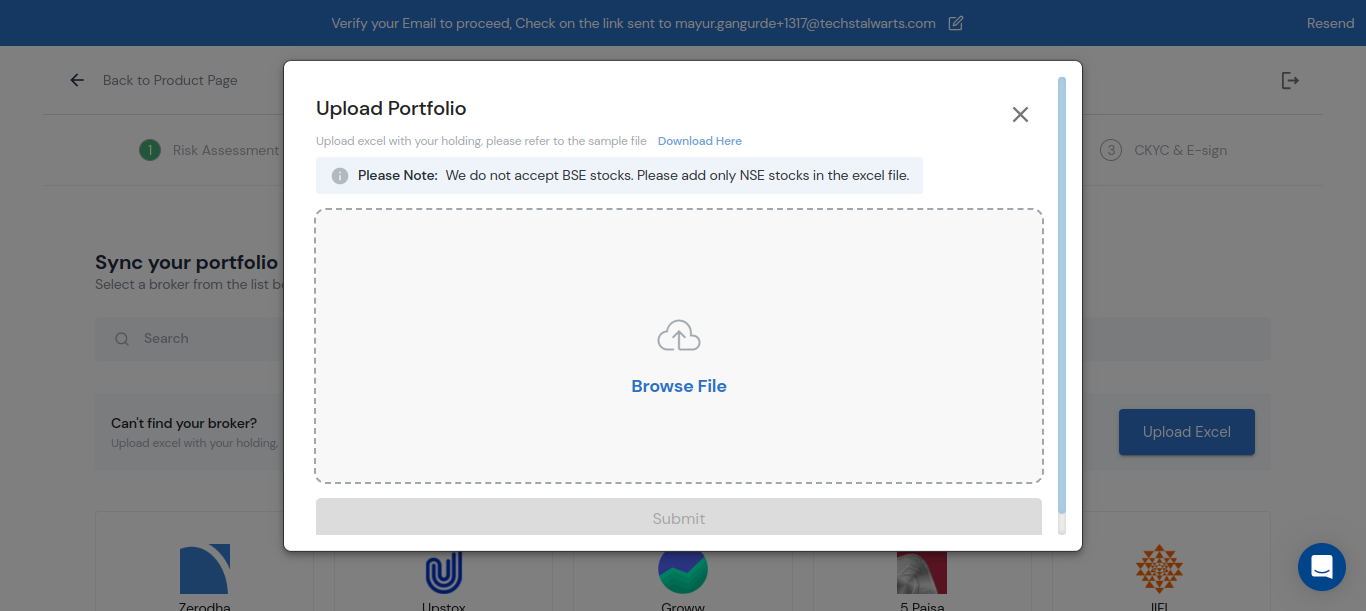 Verify your Email to proceed, Check on the link sent to mayur.gangurde+1317@techstalwarts.com
Resend
Back to Product Page
Upload Portfolio
Upload excel with your holding, please refer to the sample file Download Here
Please Note: We do not accept BSE stocks. Please add only NSE stocks in the excel file.
1 Risk Assessment
3 CKYC & E-sign
Sync your portfolio
Select a broker from the list
Search
Browse File
Can't find your broker?
Upload excel with your holding,
Upload Excel
Submit
Zerodha
Upstox
Groww
5 Paisa
IIFL